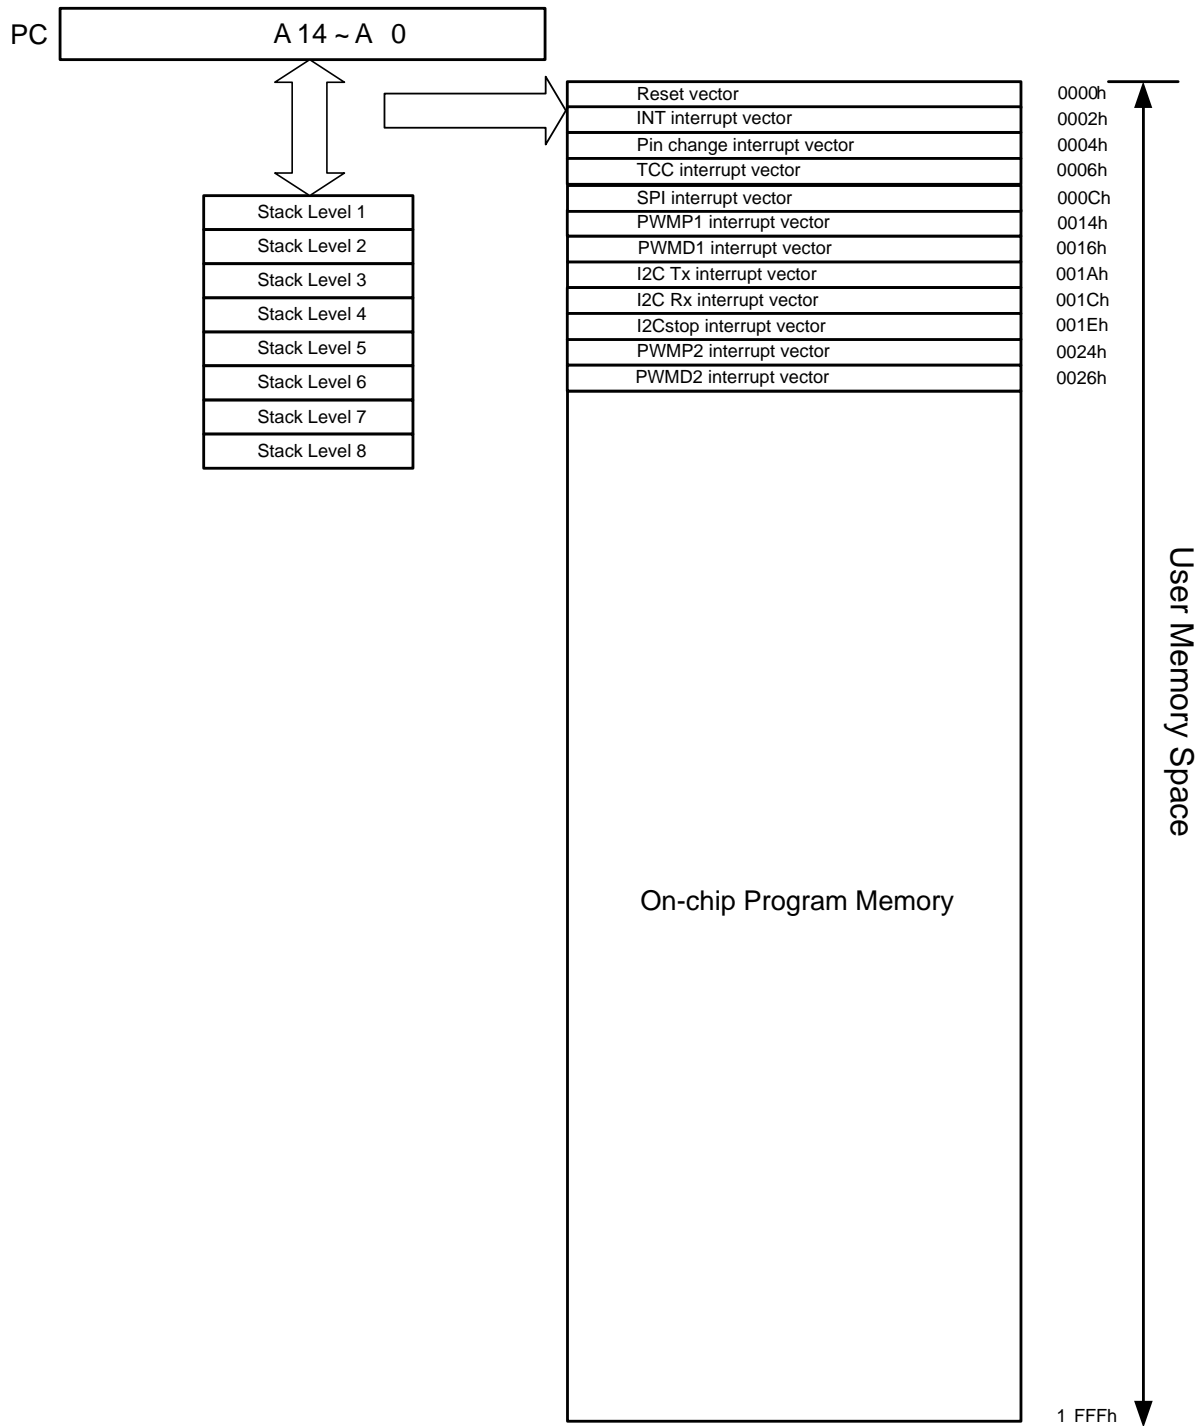 PC
A 14 ~ A 0
Stack Level 1
Stack Level 2
Stack Level 3
Stack Level 4
Stack Level 5
Stack Level 6
Stack Level 7
Stack Level 8
Reset vector 0000h
INT interrupt vector 0002h
Pin change interrupt vector 0004h
TCC interrupt vector 0006h
SPI interrupt vector 000Ch
PWMP1 interrupt vector 0014h
PWMD1 interrupt vector 0016h
I2C Tx interrupt vector 001Ah
I2C Rx interrupt vector 001Ch
I2Cstop interrupt vector 001Eh
PWMP2 interrupt vector 0024h
PWMD2 interrupt vector 0026h
On-chip Program Memory
1 FFFh
User Memory Space